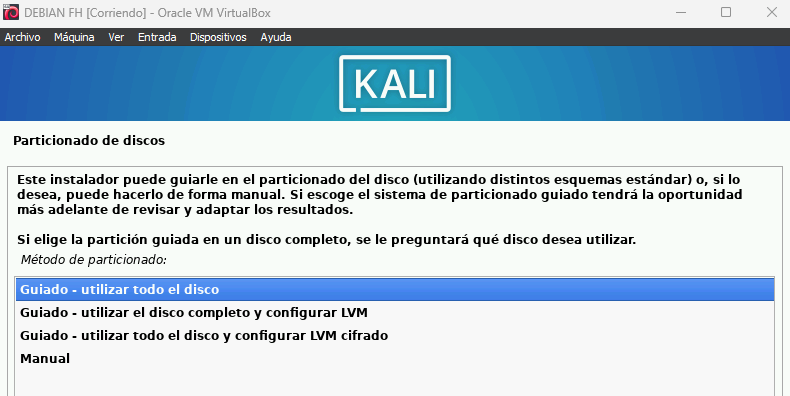 DEBIAN FH [Corriendo] - Oracle VM VirtualBox
Archivo Máquina Ver Entrada Dispositivos Ayuda
KALI
Particionado de discos
Este instalador puede guiarle en el particionado del disco (utilizando distintos esquemas estándar) o, si lo
desea, puede hacerlo de forma manual. Si escoge el sistema de particionado guiado tendrá la oportunidad
más adelante de revisar y adaptar los resultados.
Si elige la partición guiada en un disco completo, se le preguntará qué disco desea utilizar.
Método de particionado:
Guiado - utilizar todo el disco
Guiado - utilizar el disco completo y configurar LVM
Guiado - utilizar todo el disco y configurar LVM cifrado
Manual